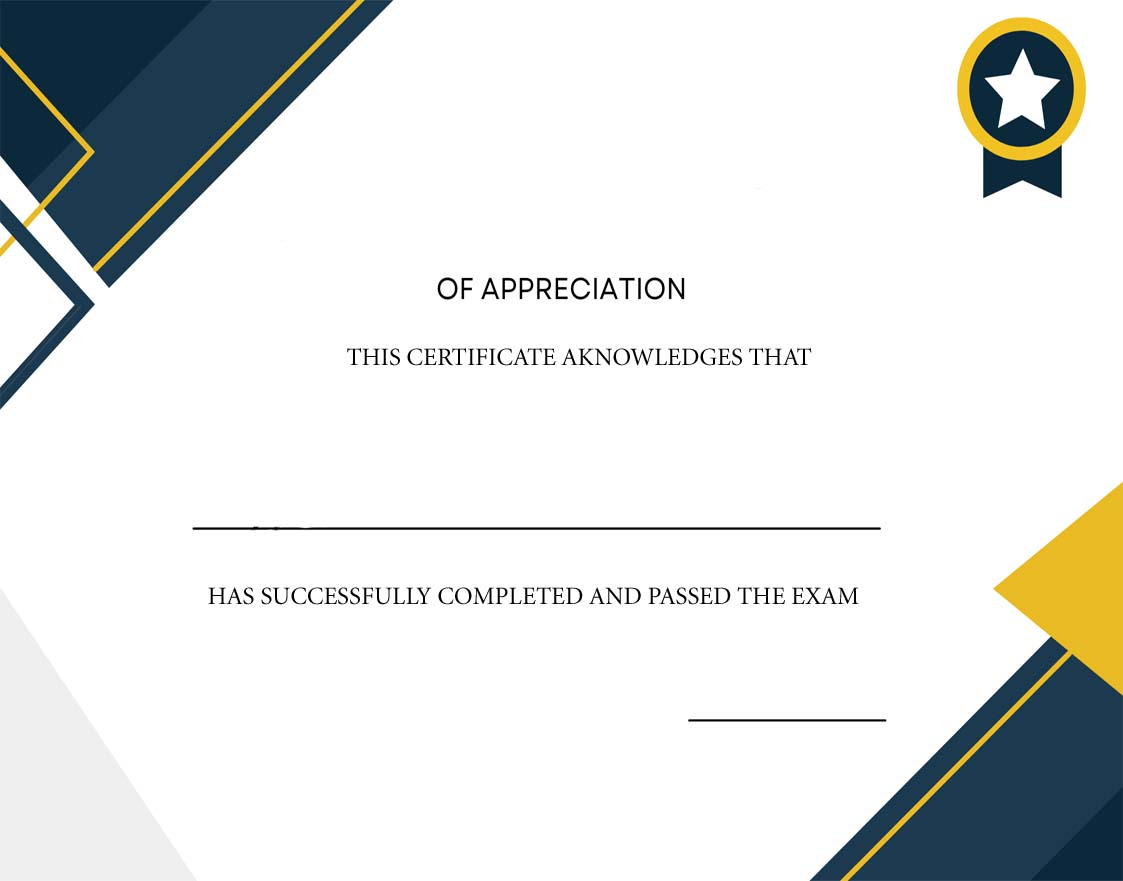 OF APPRECIATION
THIS CERTIFICATE AKNOWLEDGES THAT
HAS SUCCESSFULLY COMPLETED AND PASSED THE EXAM